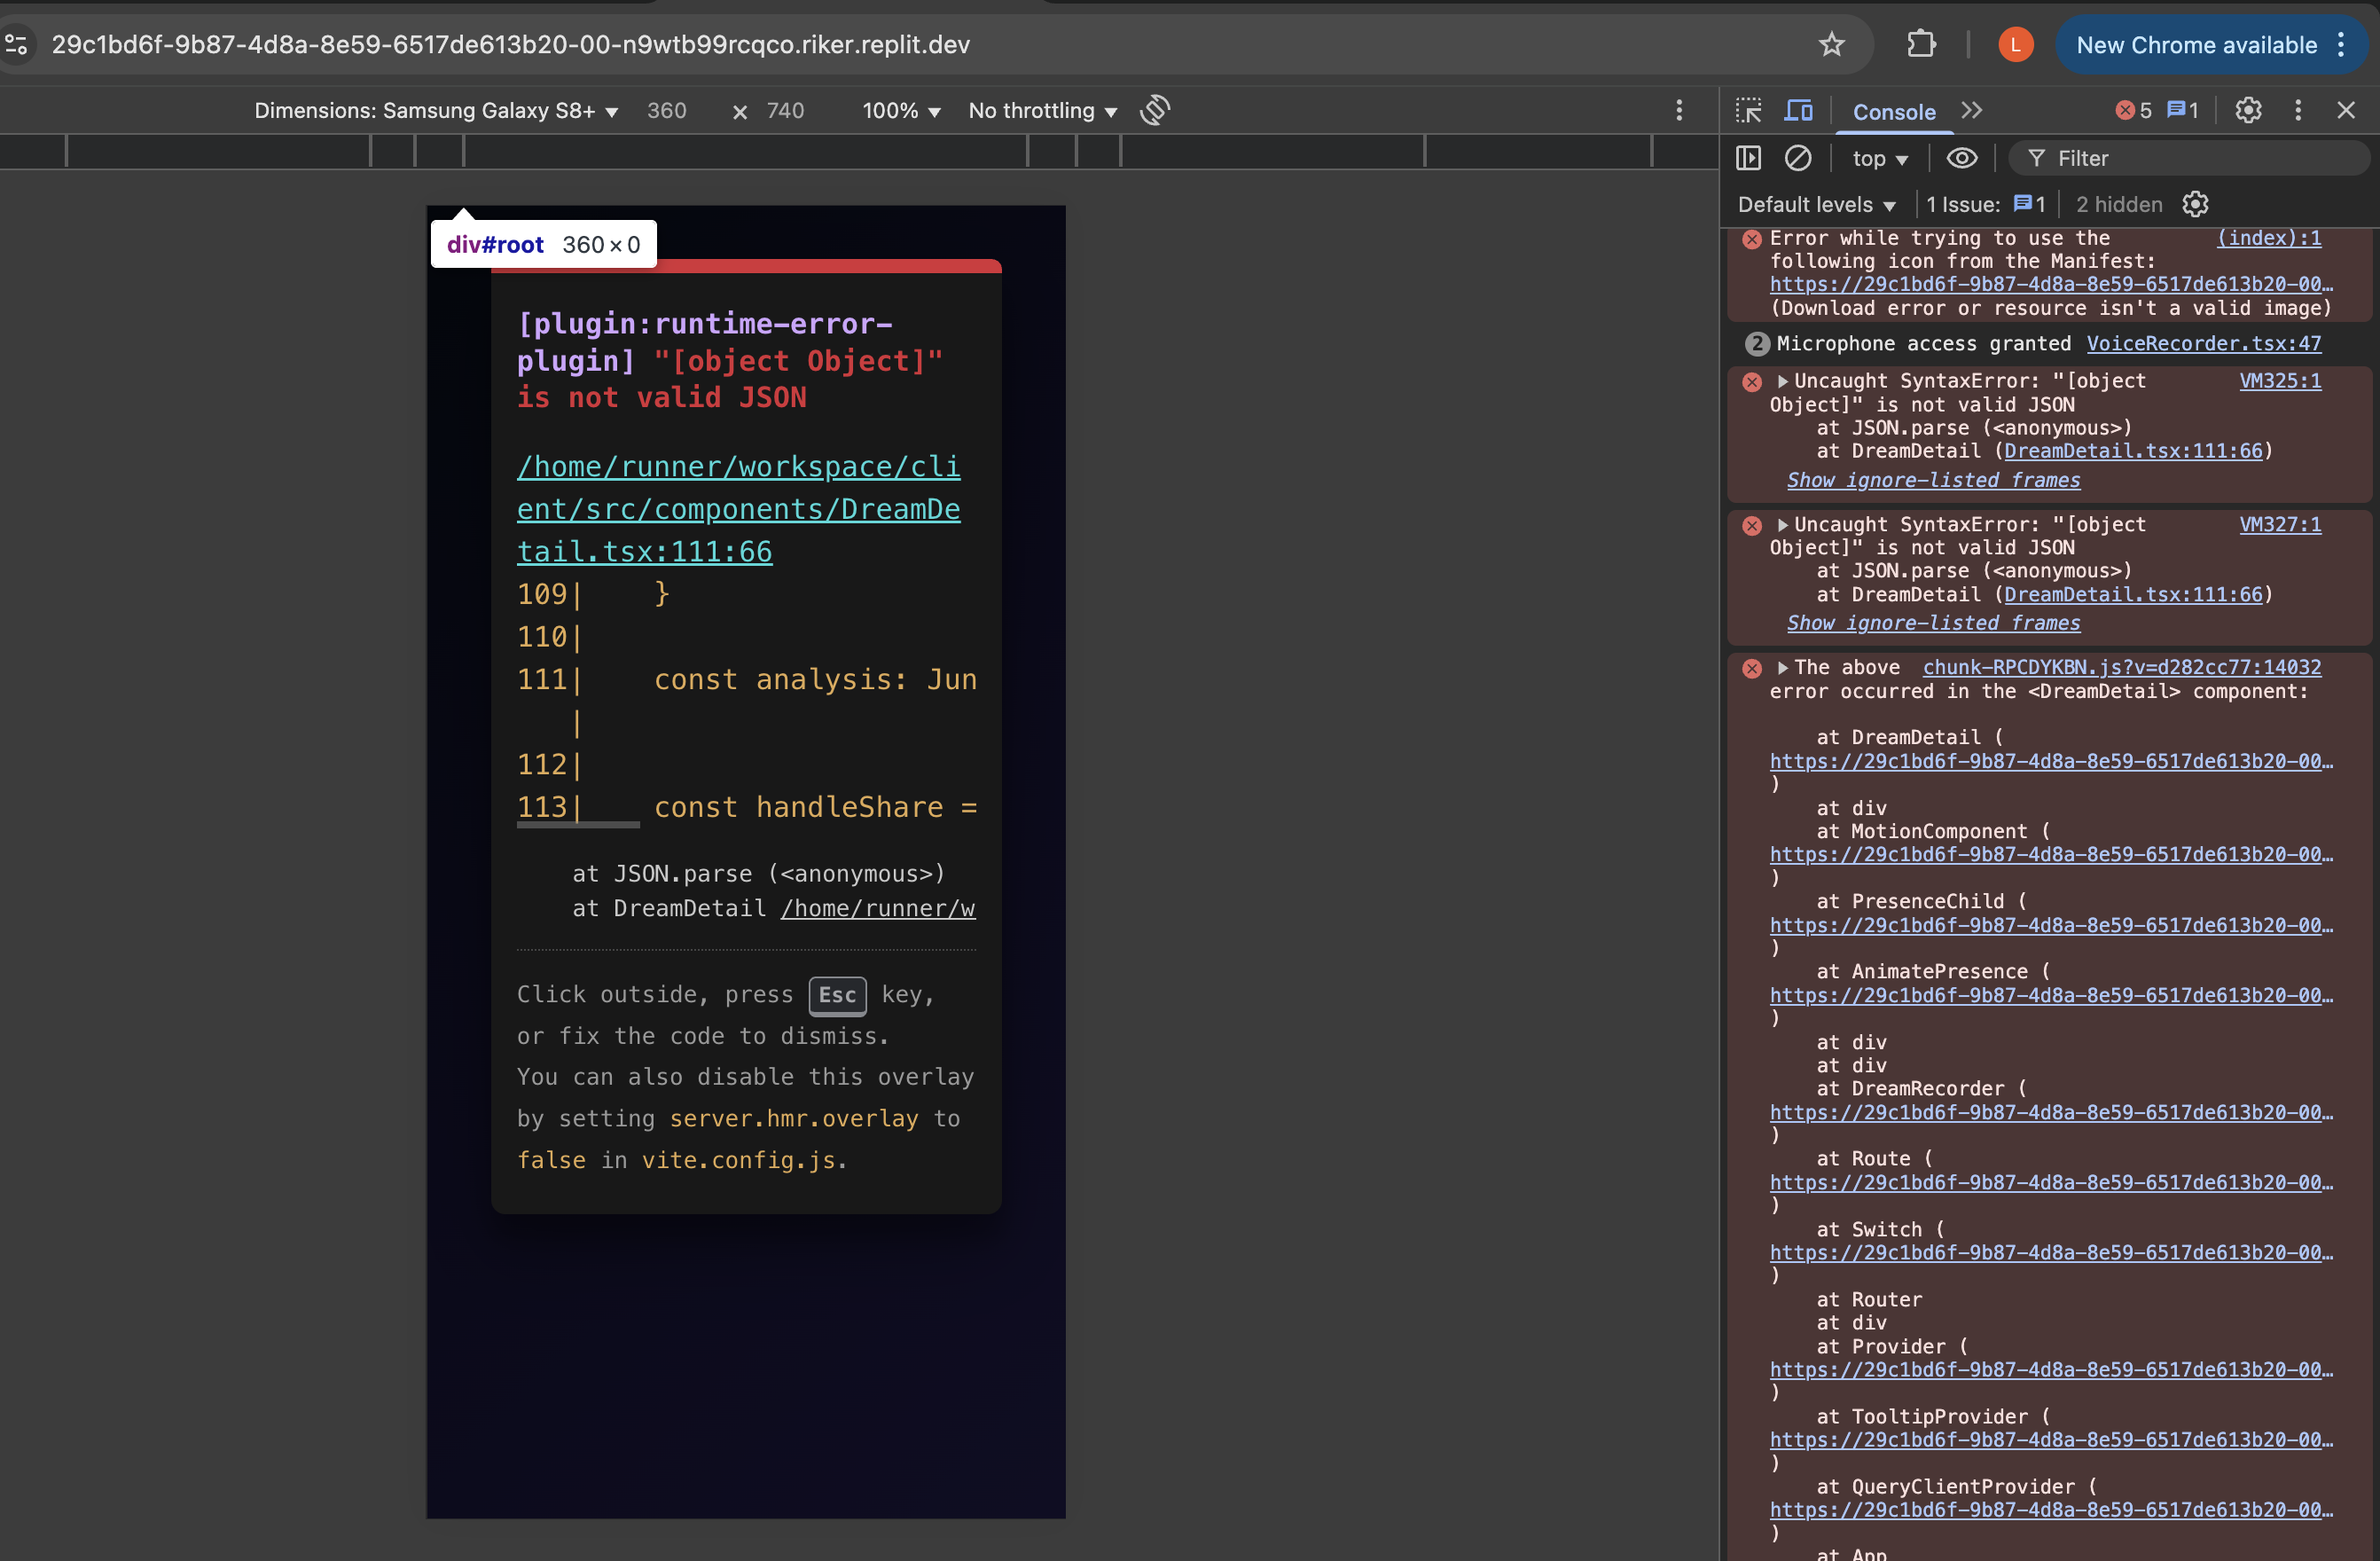 29c1bd6f-9b87-4d8a-8e59-6517de613b20-00-n9wtb99rcqco.riker.replit.dev
L
New Chrome available
Dimensions: Samsung Galaxy S8+ ▼ 360 × 740 100% ▼ No throttling ▼
div#root 360×0
[plugin:runtime-error-
plugin] "[object Object]"
is not valid JSON
/home/runner/workspace/cli
ent/src/components/DreamDe
tail.tsx:111:66
109| }
110|
111| const analysis: Jun
|
112|
113| const handleShare =
at JSON.parse (<anonymous>)
at DreamDetail /home/runner/w
Click outside, press Esc key,
or fix the code to dismiss.
You can also disable this overlay
by setting server.hmr.overlay to
false in vite.config.js.
Console 5 1
top ▼ Filter
Default levels ▼ 1 Issue: 1 2 hidden
Error while trying to use the (index):1
following icon from the Manifest:
https://29c1bd6f-9b87-4d8a-8e59-6517de613b20-00…
(Download error or resource isn't a valid image)
2 Microphone access granted VoiceRecorder.tsx:47
Uncaught SyntaxError: "[object VM325:1
Object]" is not valid JSON
at JSON.parse (<anonymous>)
at DreamDetail (DreamDetail.tsx:111:66)
Show ignore-listed frames
Uncaught SyntaxError: "[object VM327:1
Object]" is not valid JSON
at JSON.parse (<anonymous>)
at DreamDetail (DreamDetail.tsx:111:66)
Show ignore-listed frames
The above chunk-RPCDYKBN.js?v=d282cc77:14032
error occurred in the <DreamDetail> component:
at DreamDetail (
https://29c1bd6f-9b87-4d8a-8e59-6517de613b20-00…
)
at div
at MotionComponent (
https://29c1bd6f-9b87-4d8a-8e59-6517de613b20-00…
)
at PresenceChild (
https://29c1bd6f-9b87-4d8a-8e59-6517de613b20-00…
)
at AnimatePresence (
https://29c1bd6f-9b87-4d8a-8e59-6517de613b20-00…
)
at div
at div
at DreamRecorder (
https://29c1bd6f-9b87-4d8a-8e59-6517de613b20-00…
)
at Route (
https://29c1bd6f-9b87-4d8a-8e59-6517de613b20-00…
)
at Switch (
https://29c1bd6f-9b87-4d8a-8e59-6517de613b20-00…
)
at Router
at div
at Provider (
https://29c1bd6f-9b87-4d8a-8e59-6517de613b20-00…
)
at TooltipProvider (
https://29c1bd6f-9b87-4d8a-8e59-6517de613b20-00…
)
at QueryClientProvider (
https://29c1bd6f-9b87-4d8a-8e59-6517de613b20-00…
)
at App